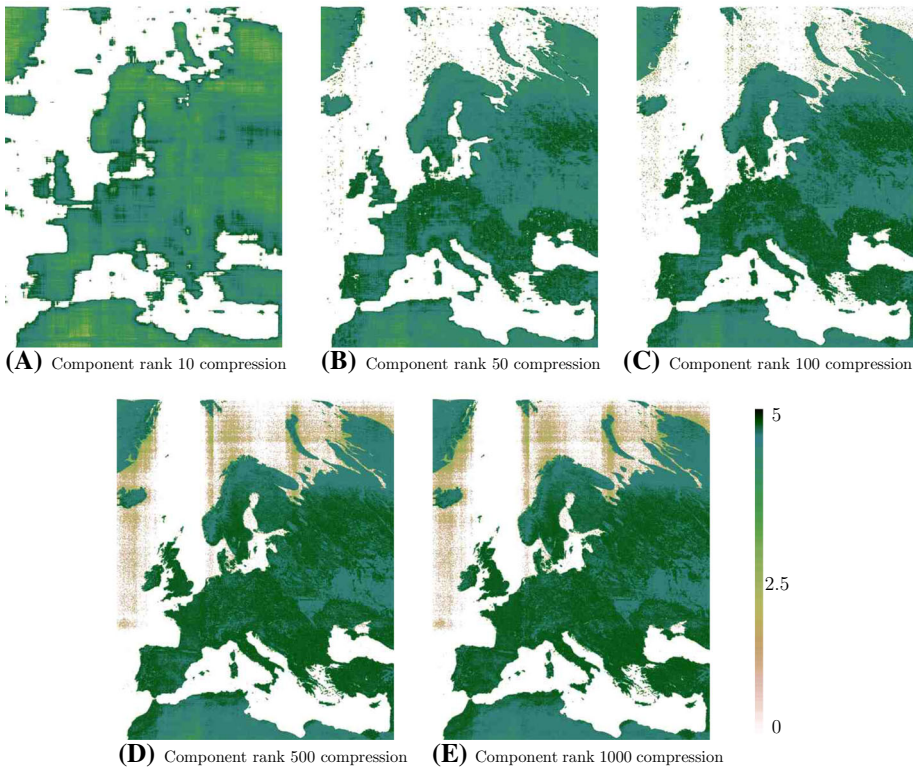 (A) Component rank 10 compression
(B) Component rank 50 compression
(C) Component rank 100 compression
(D) Component rank 500 compression
(E) Component rank 1000 compression
5
2.5
0